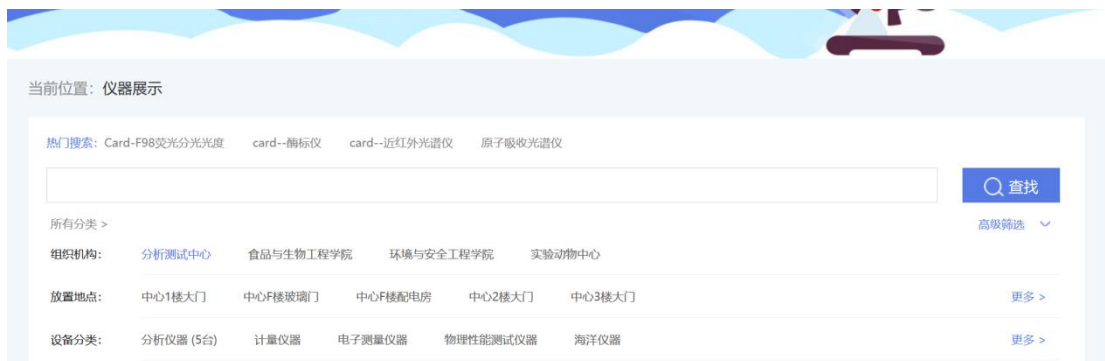 当前位置：仪器展示
热门搜索：Card-F98荧光分光光度 card--酶标仪 card--近红外光谱仪 原子吸收光谱仪
查找
所有分类 > 高级筛选
组织机构： 分析测试中心 食品与生物工程学院 环境与安全工程学院 实验动物中心
放置地点： 中心1楼大门 中心F楼玻璃门 中心F楼配电房 中心2楼大门 中心3楼大门 更多 >
设备分类： 分析仪器 (5台) 计量仪器 电子测量仪器 物理性能测试仪器 海洋仪器 更多 >